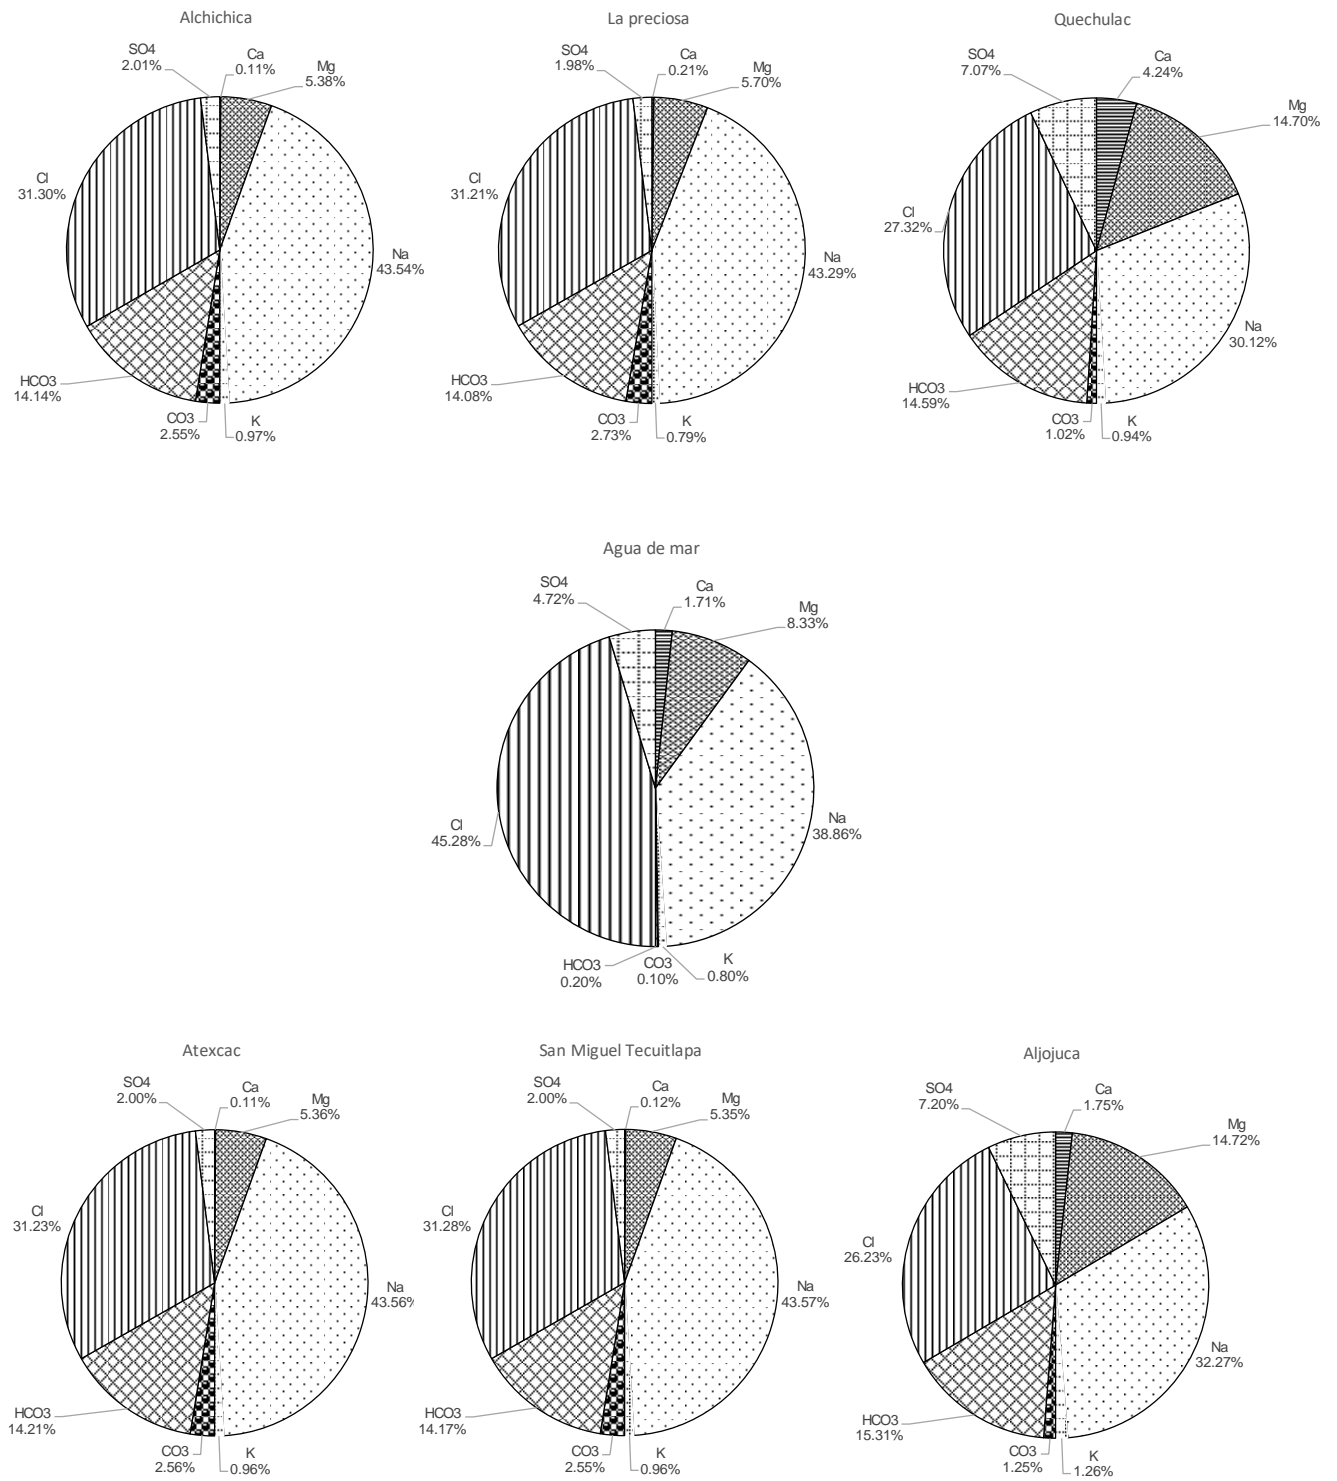 Alchichica
SO4
2.01%
Ca
0.11%
Mg
5.38%
Na
43.54%
K
0.97%
CO3
2.55%
HCO3
14.14%
Cl
31.30%
La preciosa
SO4
1.98%
Ca
0.21%
Mg
5.70%
Na
43.29%
K
0.79%
CO3
2.73%
HCO3
14.08%
Cl
31.21%
Quechulac
SO4
7.07%
Ca
4.24%
Mg
14.70%
Na
30.12%
K
0.94%
CO3
1.02%
HCO3
14.59%
Cl
27.32%
Agua de mar
SO4
4.72%
Ca
1.71%
Mg
8.33%
Na
38.86%
K
0.80%
CO3
0.10%
HCO3
0.20%
Cl
45.28%
Atexcac
SO4
2.00%
Ca
0.11%
Mg
5.36%
Na
43.56%
K
0.96%
CO3
2.56%
HCO3
14.21%
Cl
31.23%
San Miguel Tecuitlapa
SO4
2.00%
Ca
0.12%
Mg
5.35%
Na
43.57%
K
0.96%
CO3
2.55%
HCO3
14.17%
Cl
31.28%
Aljojuca
SO4
7.20%
Ca
1.75%
Mg
14.72%
Na
32.27%
K
1.26%
CO3
1.25%
HCO3
15.31%
Cl
26.23%